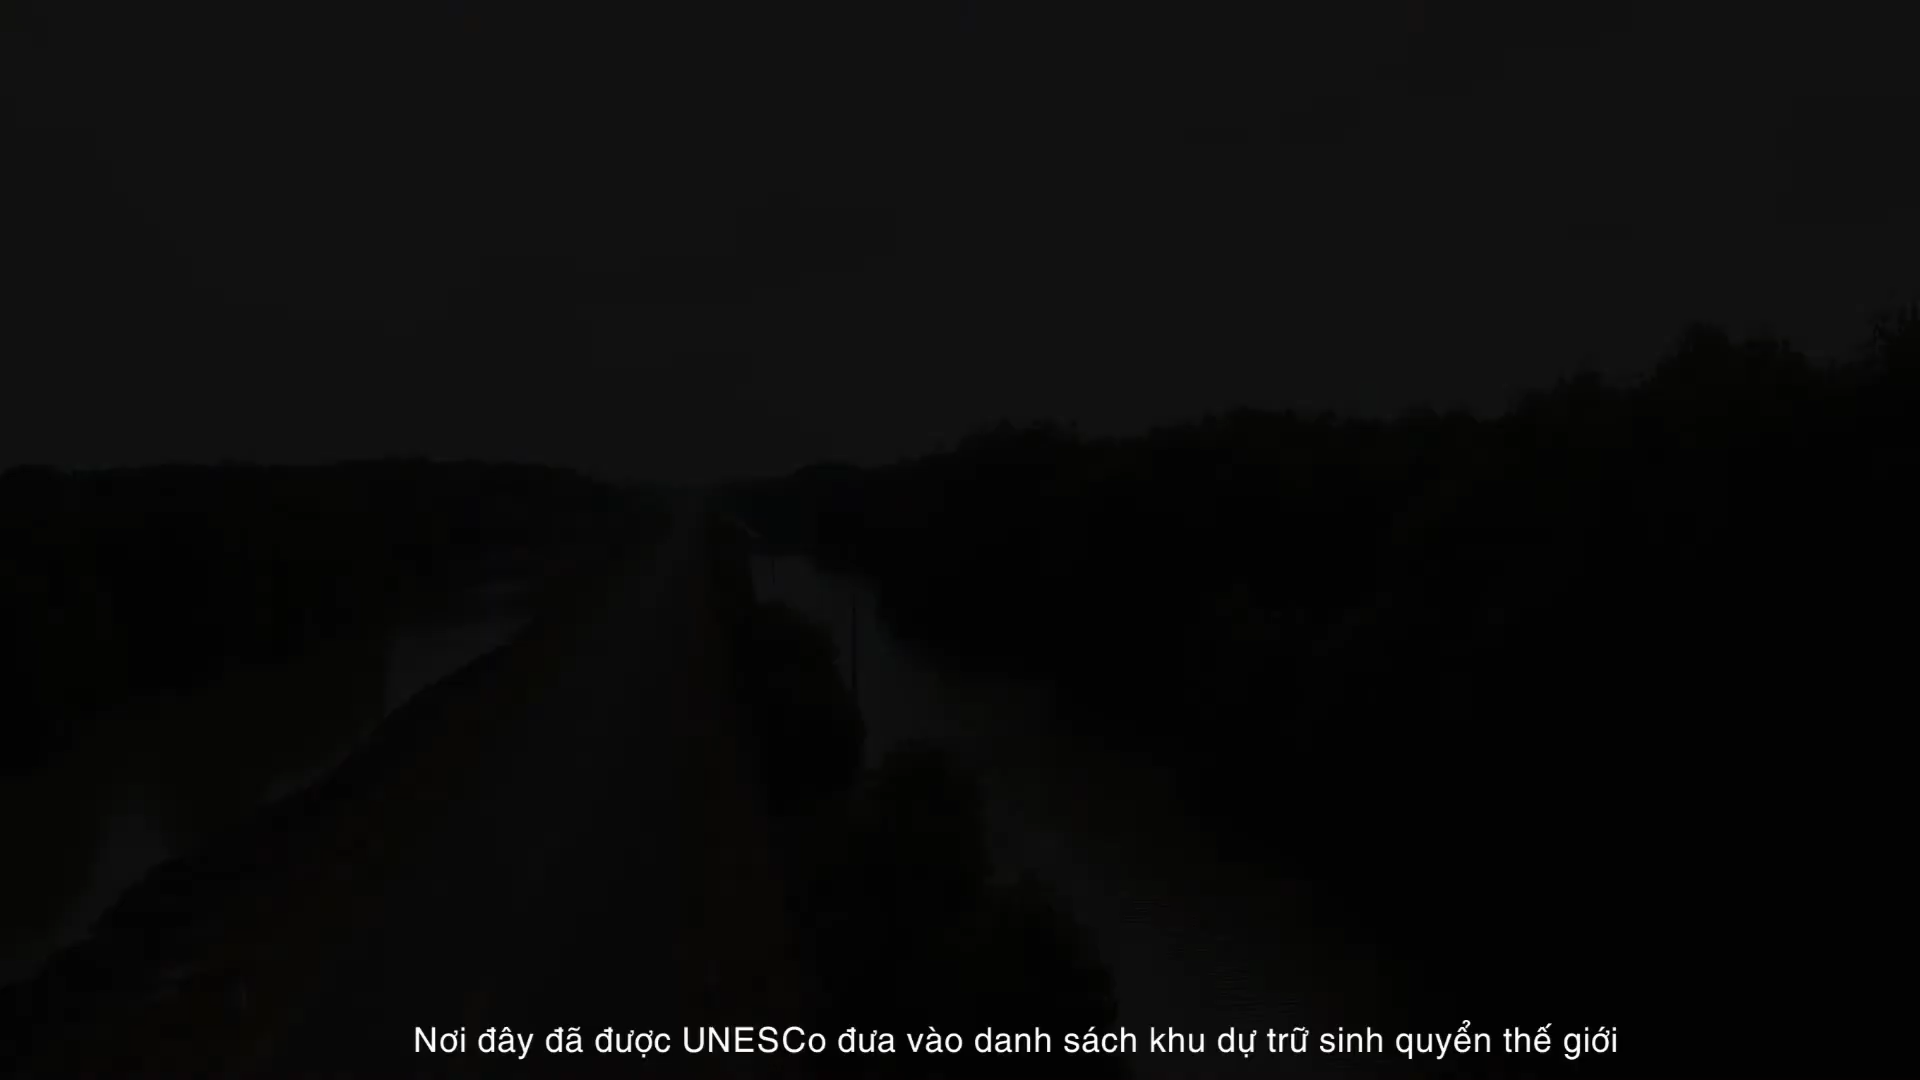 Nơi đây đã được UNESCo đưa vào danh sách khu dự trữ sinh quyển thế giới